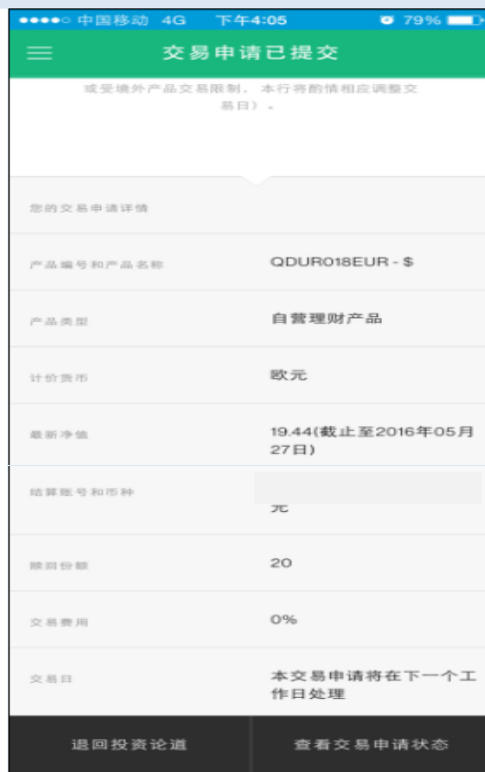 中国移动 4G 下午4:05 79%
交易申请已提交
或受境外产品交易限制，本行将酌情相应调整交
易日）。
您的交易申请详情
产品编号和产品名称 QDUR018EUR - $
产品类型 自营理财产品
计价货币 欧元
最新净值 19.44(截止至2016年05月
27日)
结算账号和币种
元
赎回份额 20
交易费用 0%
交易日 本交易申请将在下一个工
作日处理
退回投资论道 查看交易申请状态